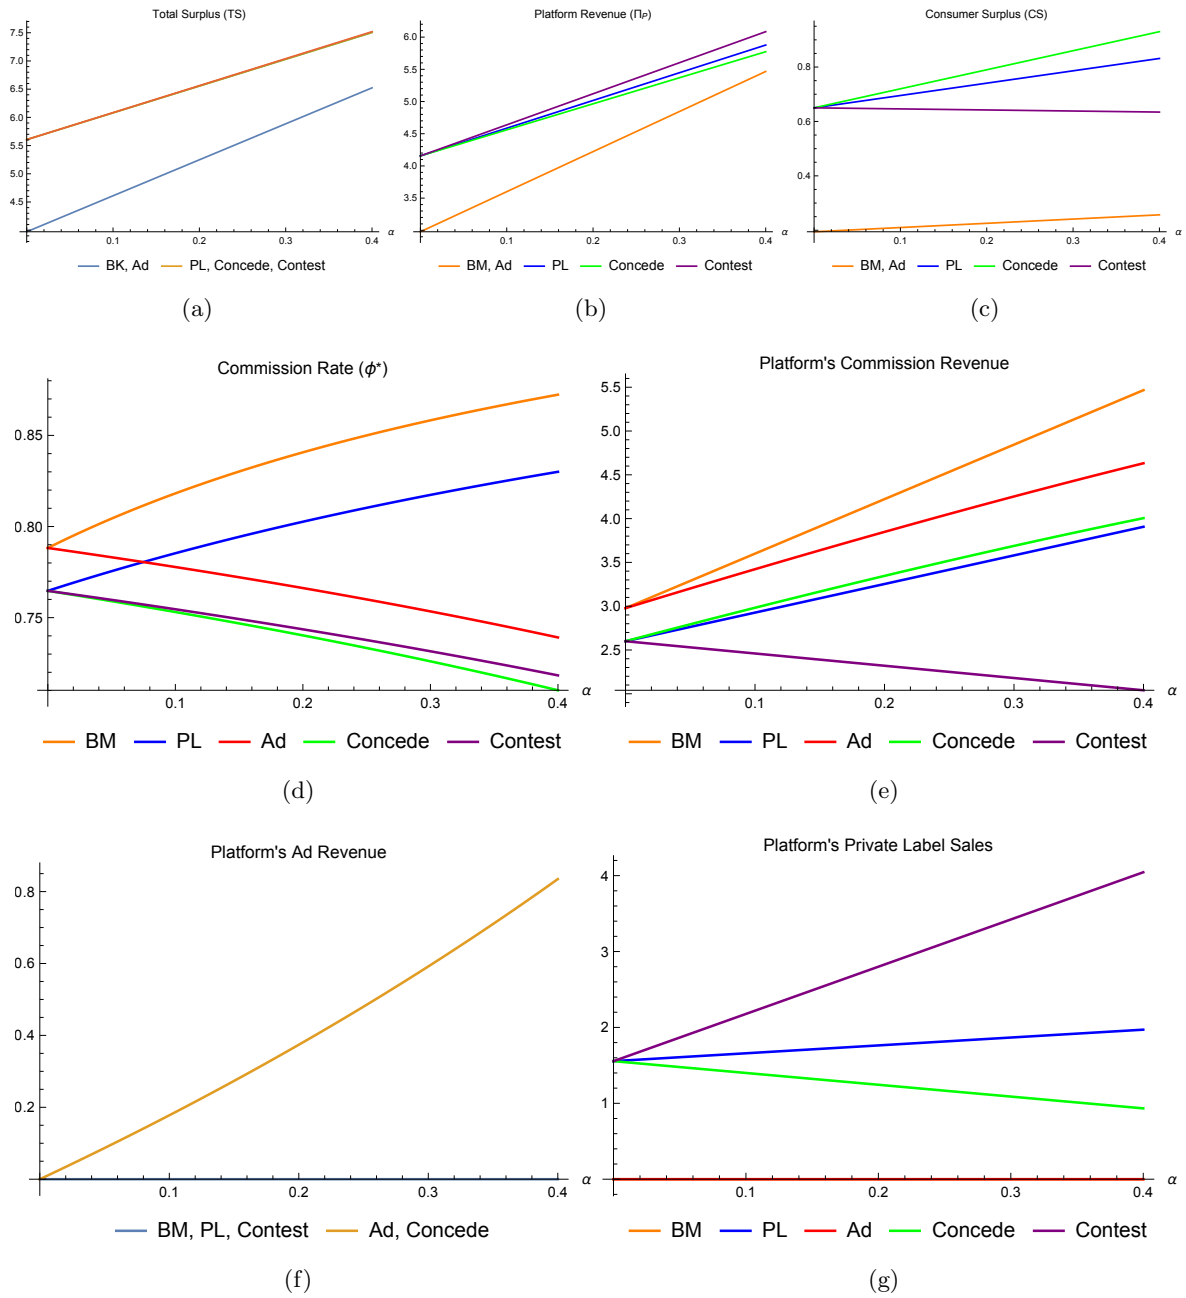 Total Surplus (TS)
7.5
7.0
6.5
6.0
5.5
5.0
4.5
0.1 0.2 0.3 0.4 α
BK, Ad PL, Concede, Contest
(a)
Platform Revenue (Π_P)
6.0
5.5
5.0
4.5
4.0
3.5
0.1 0.2 0.3 0.4 α
BM, Ad PL Concede Contest
(b)
Consumer Surplus (CS)
0.8
0.6
0.4
0.1 0.2 0.3 0.4 α
BM, Ad PL Concede Contest
(c)
Commission Rate (ϕ*)
0.85
0.80
0.75
0.1 0.2 0.3 0.4 α
BM PL Ad Concede Contest
(d)
Platform's Commission Revenue
5.5
5.0
4.5
4.0
3.5
3.0
2.5
0.1 0.2 0.3 0.4 α
BM PL Ad Concede Contest
(e)
Platform's Ad Revenue
0.8
0.6
0.4
0.2
0.1 0.2 0.3 0.4 α
BM, PL, Contest Ad, Concede
(f)
Platform's Private Label Sales
4
3
2
1
0.1 0.2 0.3 0.4 α
BM PL Ad Concede Contest
(g)